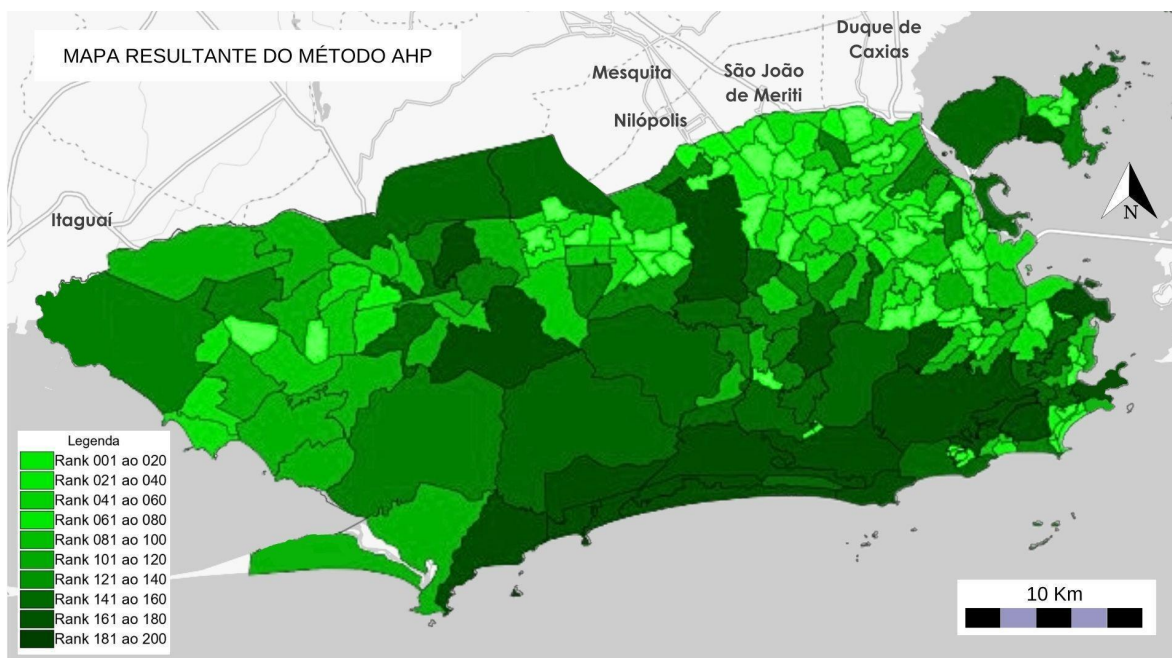 MAPA RESULTANTE DO MÉTODO AHP
Duque de
Caxias
Mesquita
São João
de Meriti
Nilópolis
Itaguaí
N
Legenda
Rank 001 ao 020
Rank 021 ao 040
Rank 041 ao 060
Rank 061 ao 080
Rank 081 ao 100
Rank 101 ao 120
Rank 121 ao 140
Rank 141 ao 160
Rank 161 ao 180
Rank 181 ao 200
10 Km